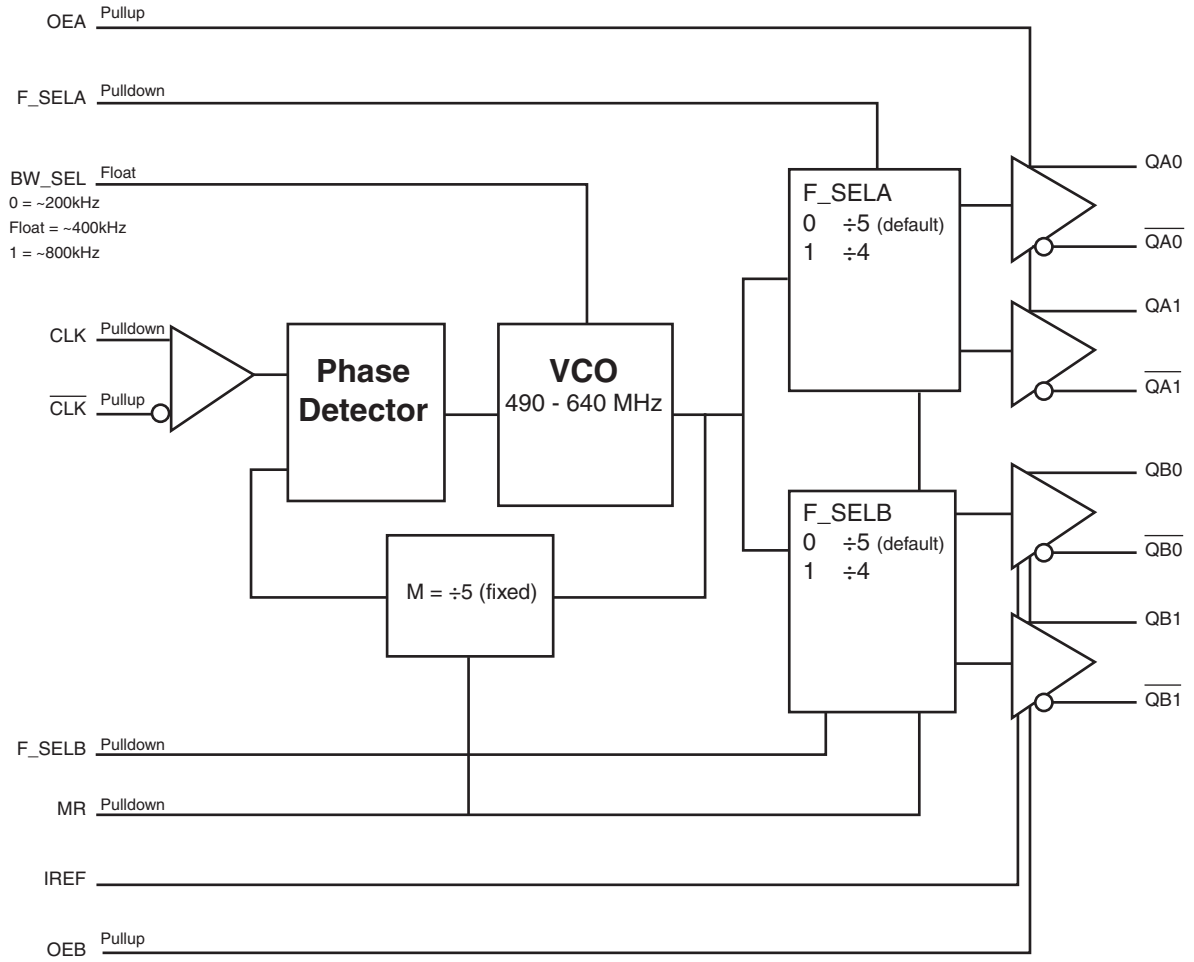 OEA Pullup
F_SELA Pulldown
BW_SEL Float
0 = ~200kHz
Float = ~400kHz
1 = ~800kHz
CLK Pulldown
CLK Pullup
Phase
Detector
VCO
490 - 640 MHz
M = ÷5 (fixed)
F_SELA
0 ÷5 (default)
1 ÷4
F_SELB
0 ÷5 (default)
1 ÷4
QA0
QA0
QA1
QA1
QB0
QB0
QB1
QB1
F_SELB Pulldown
MR Pulldown
IREF
OEB Pullup